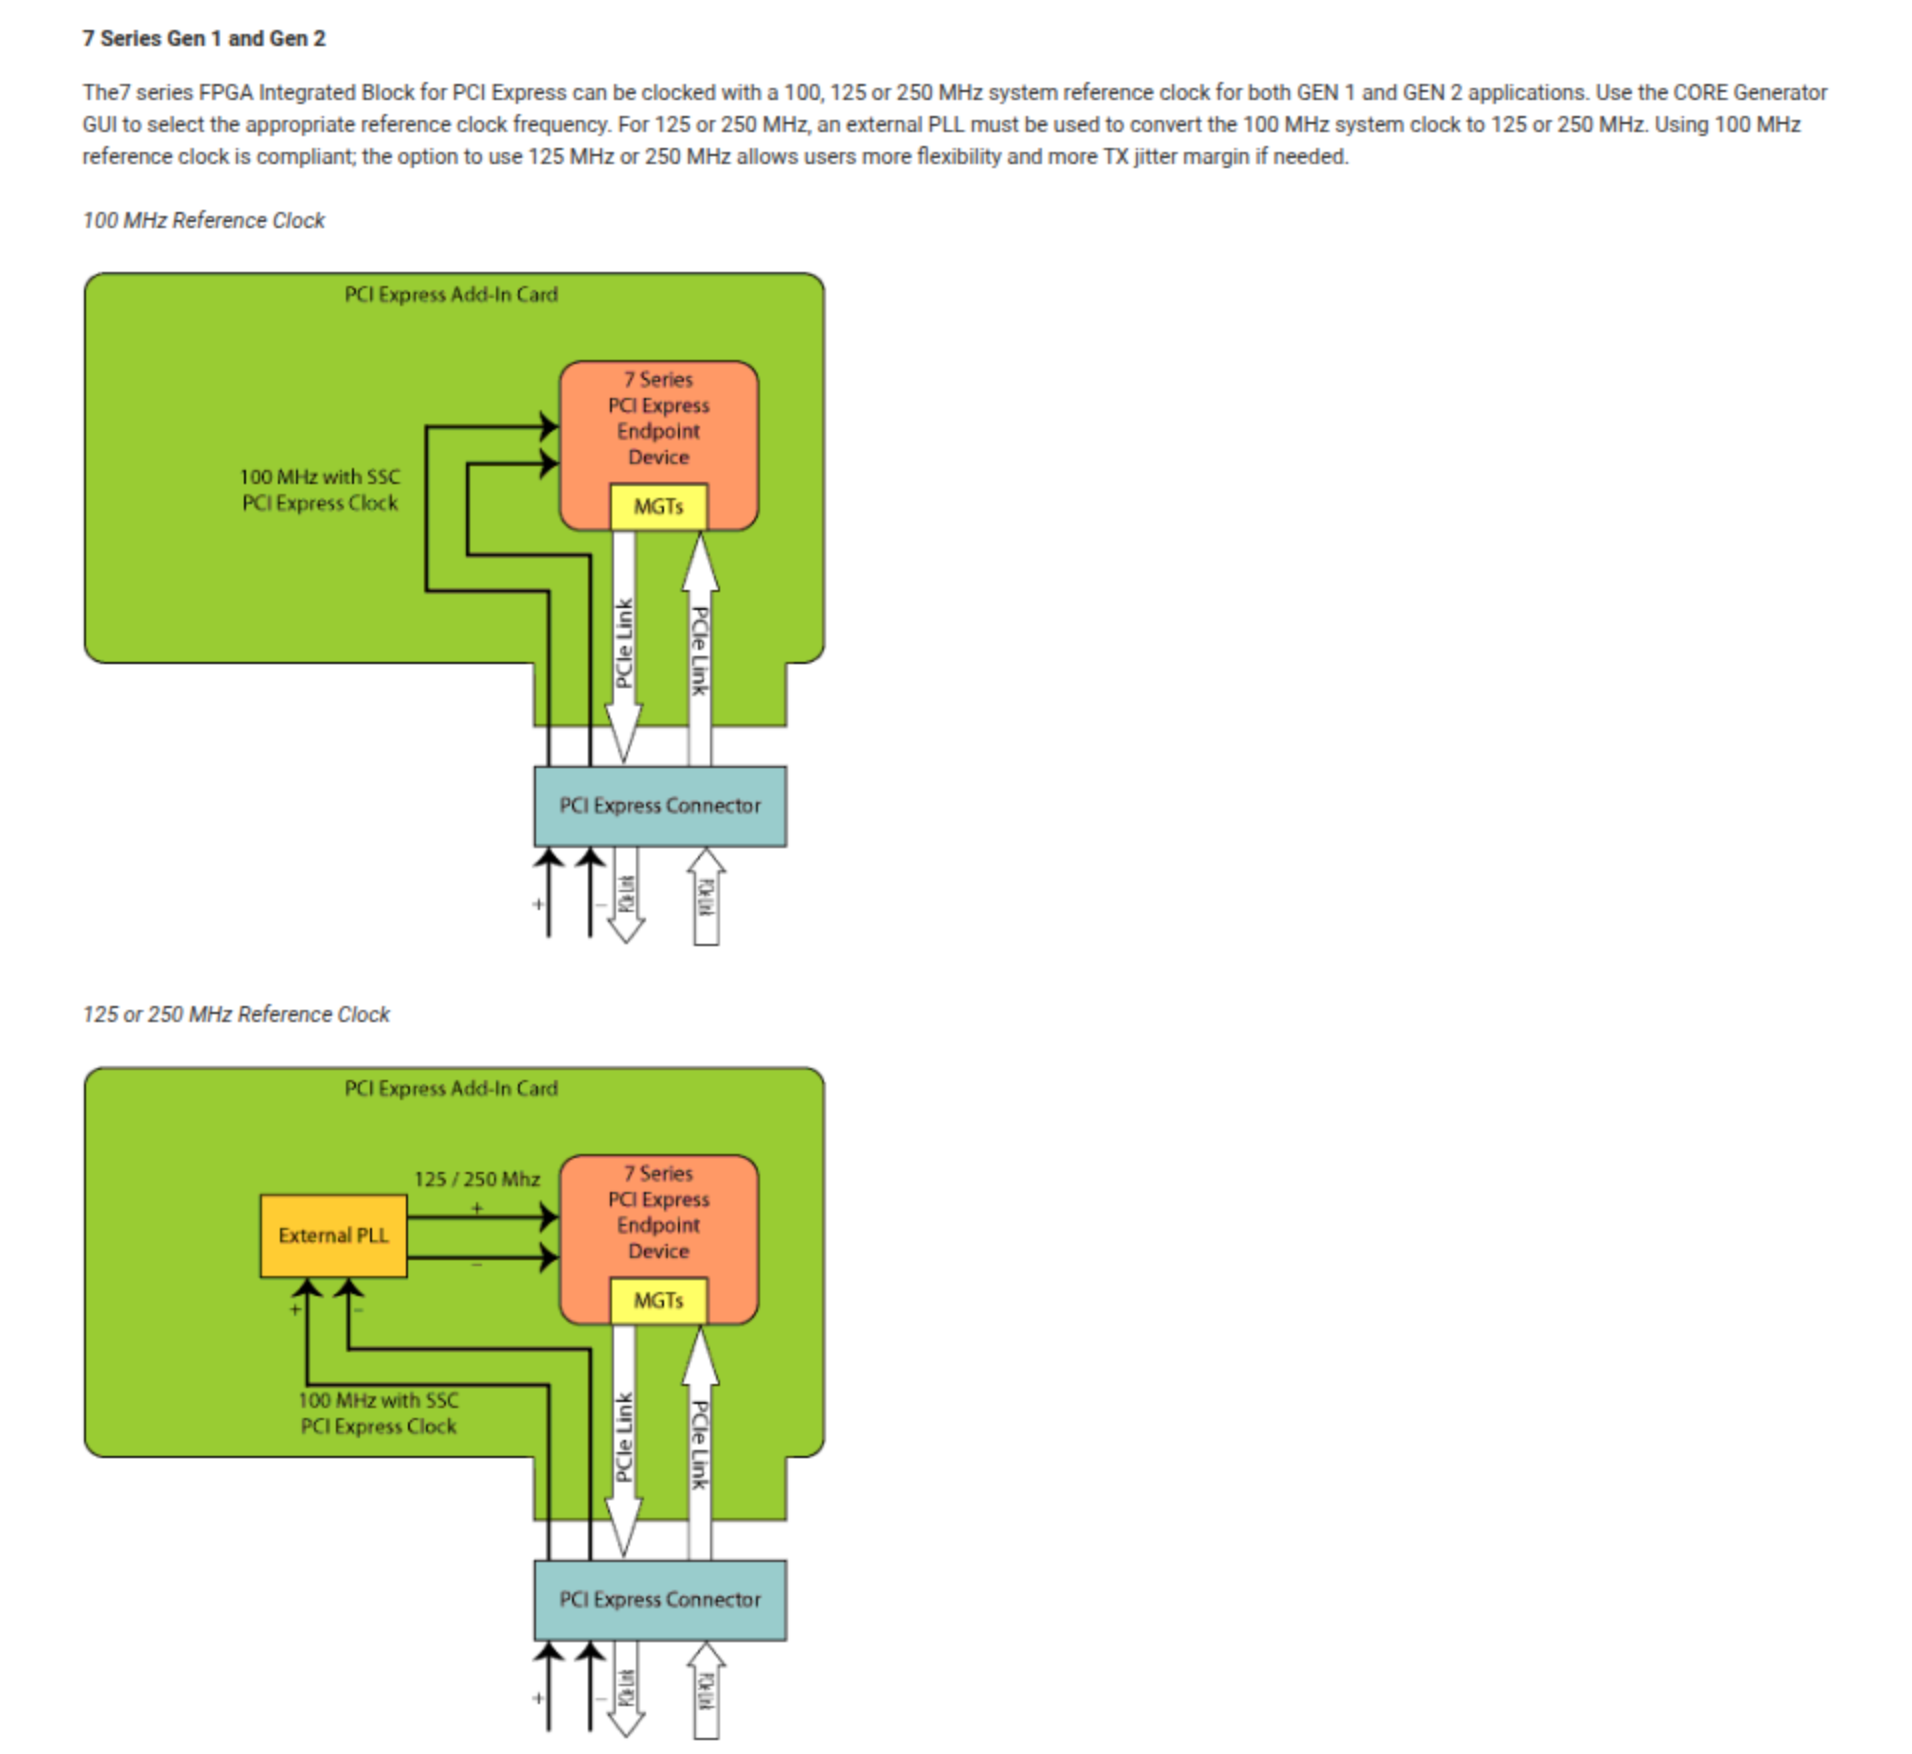 7 Series Gen 1 and Gen 2
The7 series FPGA Integrated Block for PCI Express can be clocked with a 100, 125 or 250 MHz system reference clock for both GEN 1 and GEN 2 applications. Use the CORE Generator
GUI to select the appropriate reference clock frequency. For 125 or 250 MHz, an external PLL must be used to convert the 100 MHz system clock to 125 or 250 MHz. Using 100 MHz
reference clock is compliant; the option to use 125 MHz or 250 MHz allows users more flexibility and more TX jitter margin if needed.
100 MHz Reference Clock
PCI Express Add-In Card
7 Series
PCI Express
Endpoint
Device
MGTs
100 MHz with SSC
PCI Express Clock
PCIe Link
PCIe Link
PCI Express Connector
+
−
PCIe Link
PCIe Link
125 or 250 MHz Reference Clock
PCI Express Add-In Card
125 / 250 Mhz
+
−
External PLL
7 Series
PCI Express
Endpoint
Device
MGTs
+
−
100 MHz with SSC
PCI Express Clock
PCIe Link
PCIe Link
PCI Express Connector
+
−
PCIe Link
PCIe Link